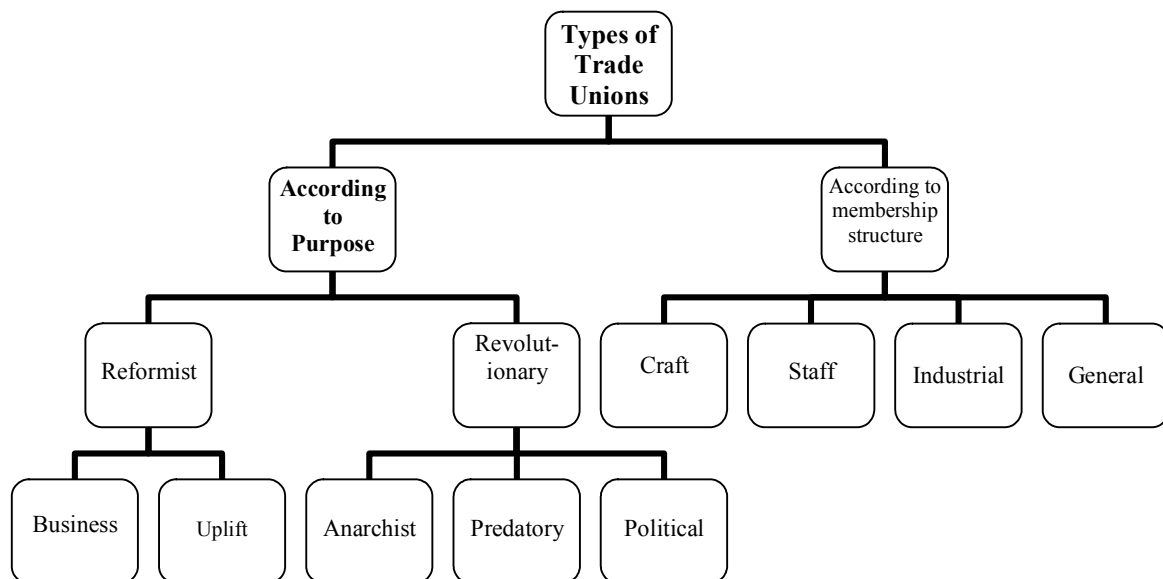 Types of
Trade
Unions
According
to
Purpose
According to
membership
structure
Reformist
Revolut-
ionary
Craft
Staff
Industrial
General
Business
Uplift
Anarchist
Predatory
Political